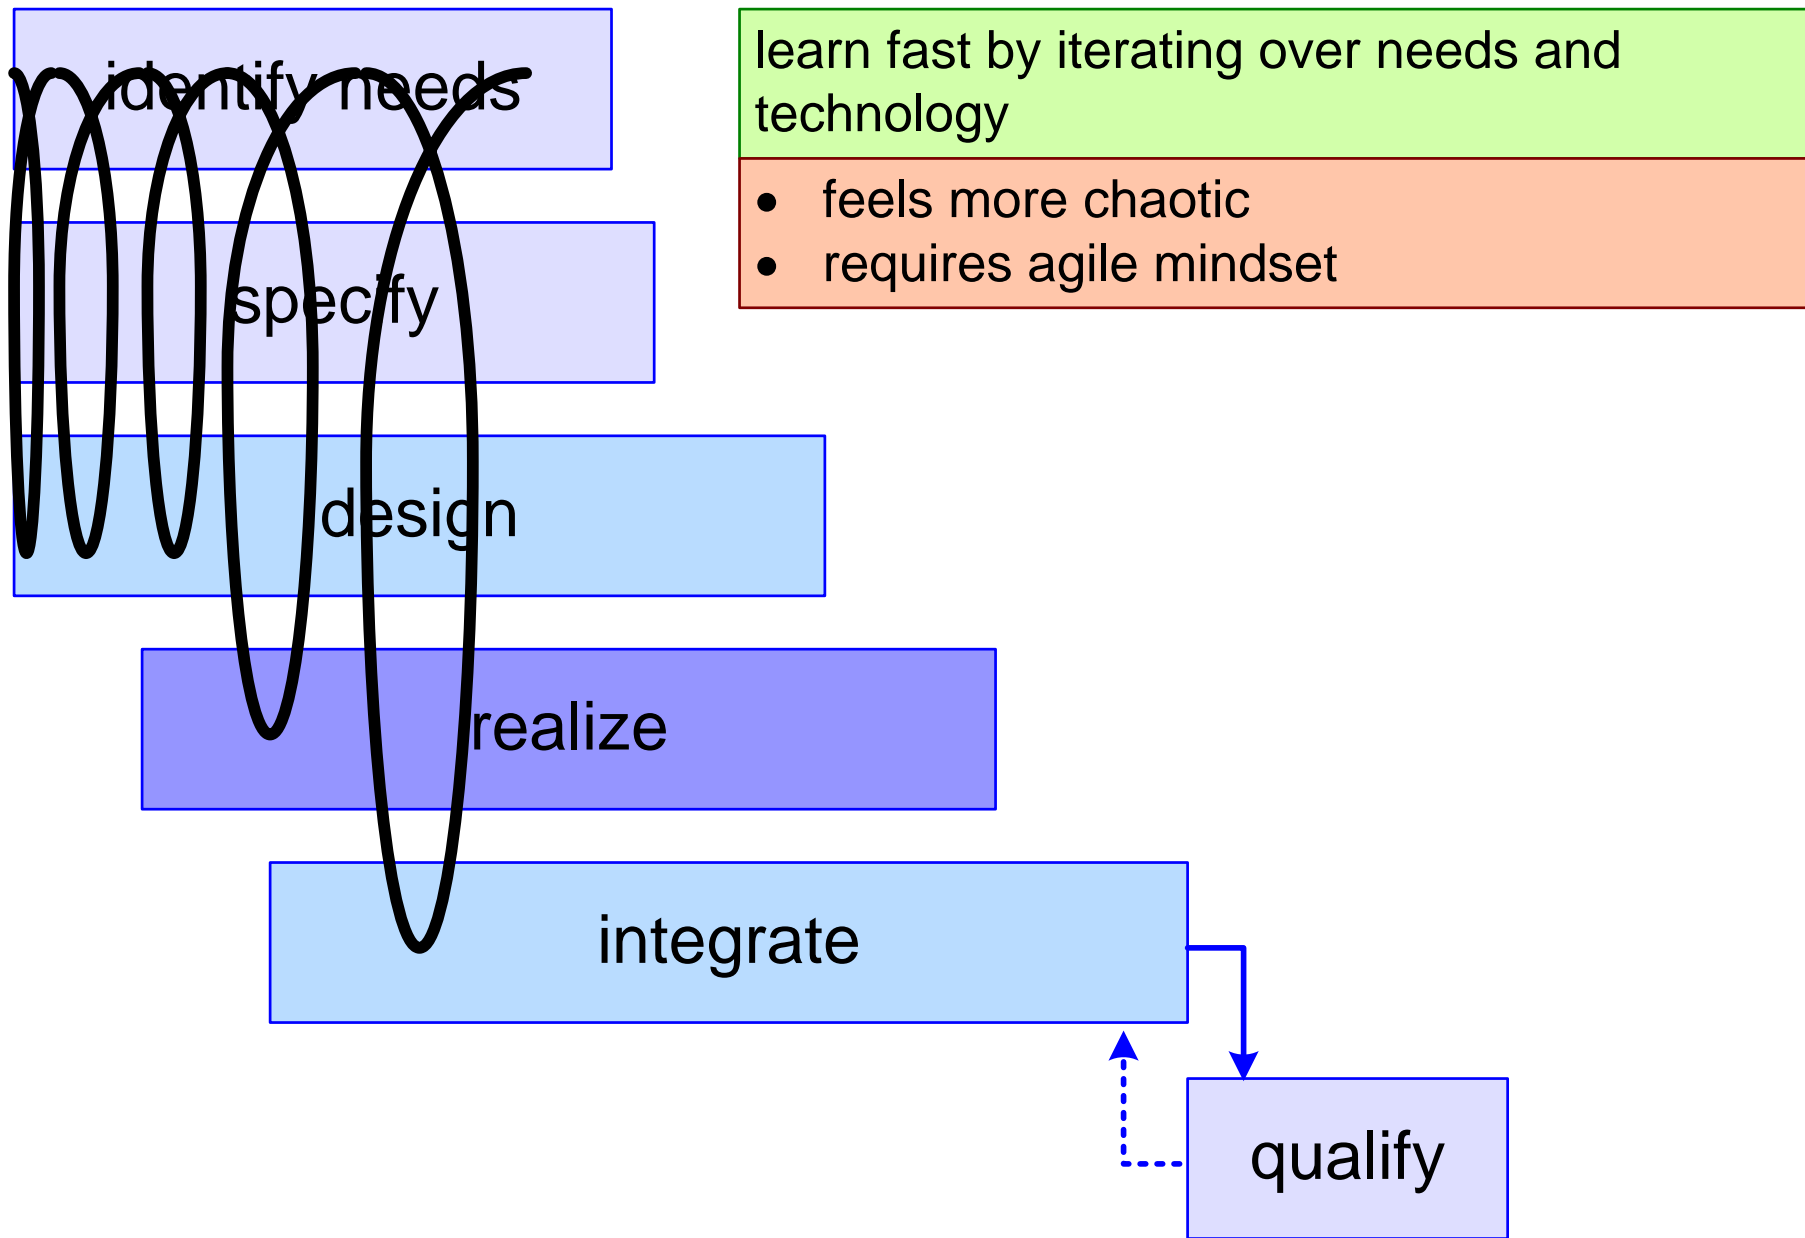 identify needs
learn fast by iterating over needs and
technology
• feels more chaotic
• requires agile mindset
specify
design
realize
integrate
qualify